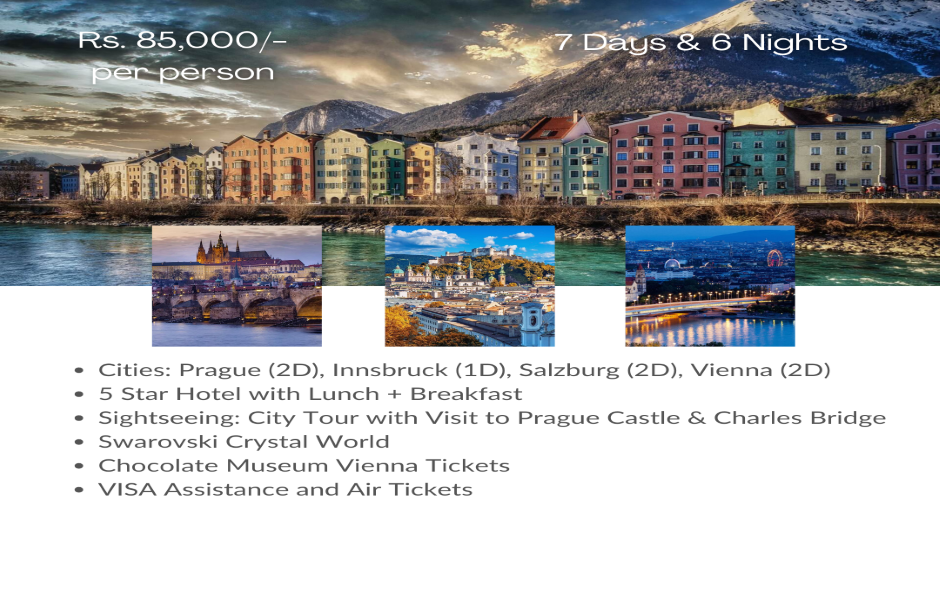 Rs. 85,000/-
per person
7 Days & 6 Nights
• Cities: Prague (2D), Innsbruck (1D), Salzburg (2D), Vienna (2D)
• 5 Star Hotel with Lunch + Breakfast
• Sightseeing: City Tour with Visit to Prague Castle & Charles Bridge
• Swarovski Crystal World
• Chocolate Museum Vienna Tickets
• VISA Assistance and Air Tickets